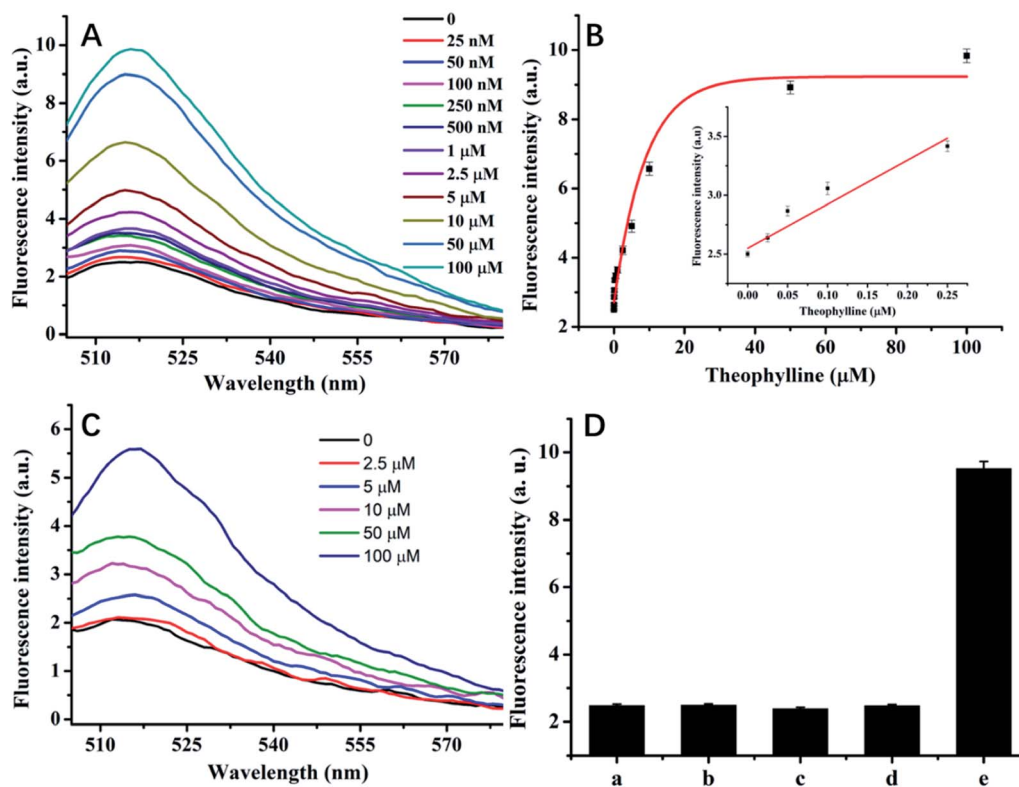 A
Fluorescence intensity (a.u.)
10
8
6
4
2
0
510
525
540
555
570
Wavelength (nm)
0
25 nM
50 nM
100 nM
250 nM
500 nM
1 μM
2.5 μM
5 μM
10 μM
50 μM
100 μM
B
Fluorescence intensity (a.u.)
10
8
6
4
2
0
20
40
60
80
100
Theophylline (μM)
Fluorescence intensity (a.u)
3.5
3.0
2.5
0.00
0.05
0.10
0.15
0.20
0.25
Theophylline (μM)
C
Fluorescence intensity (a.u.)
6
5
4
3
2
1
0
510
525
540
555
570
Wavelength (nm)
0
2.5 μM
5 μM
10 μM
50 μM
100 μM
D
Fluorescence intensity (a. u.)
10
8
6
4
2
a
b
c
d
e